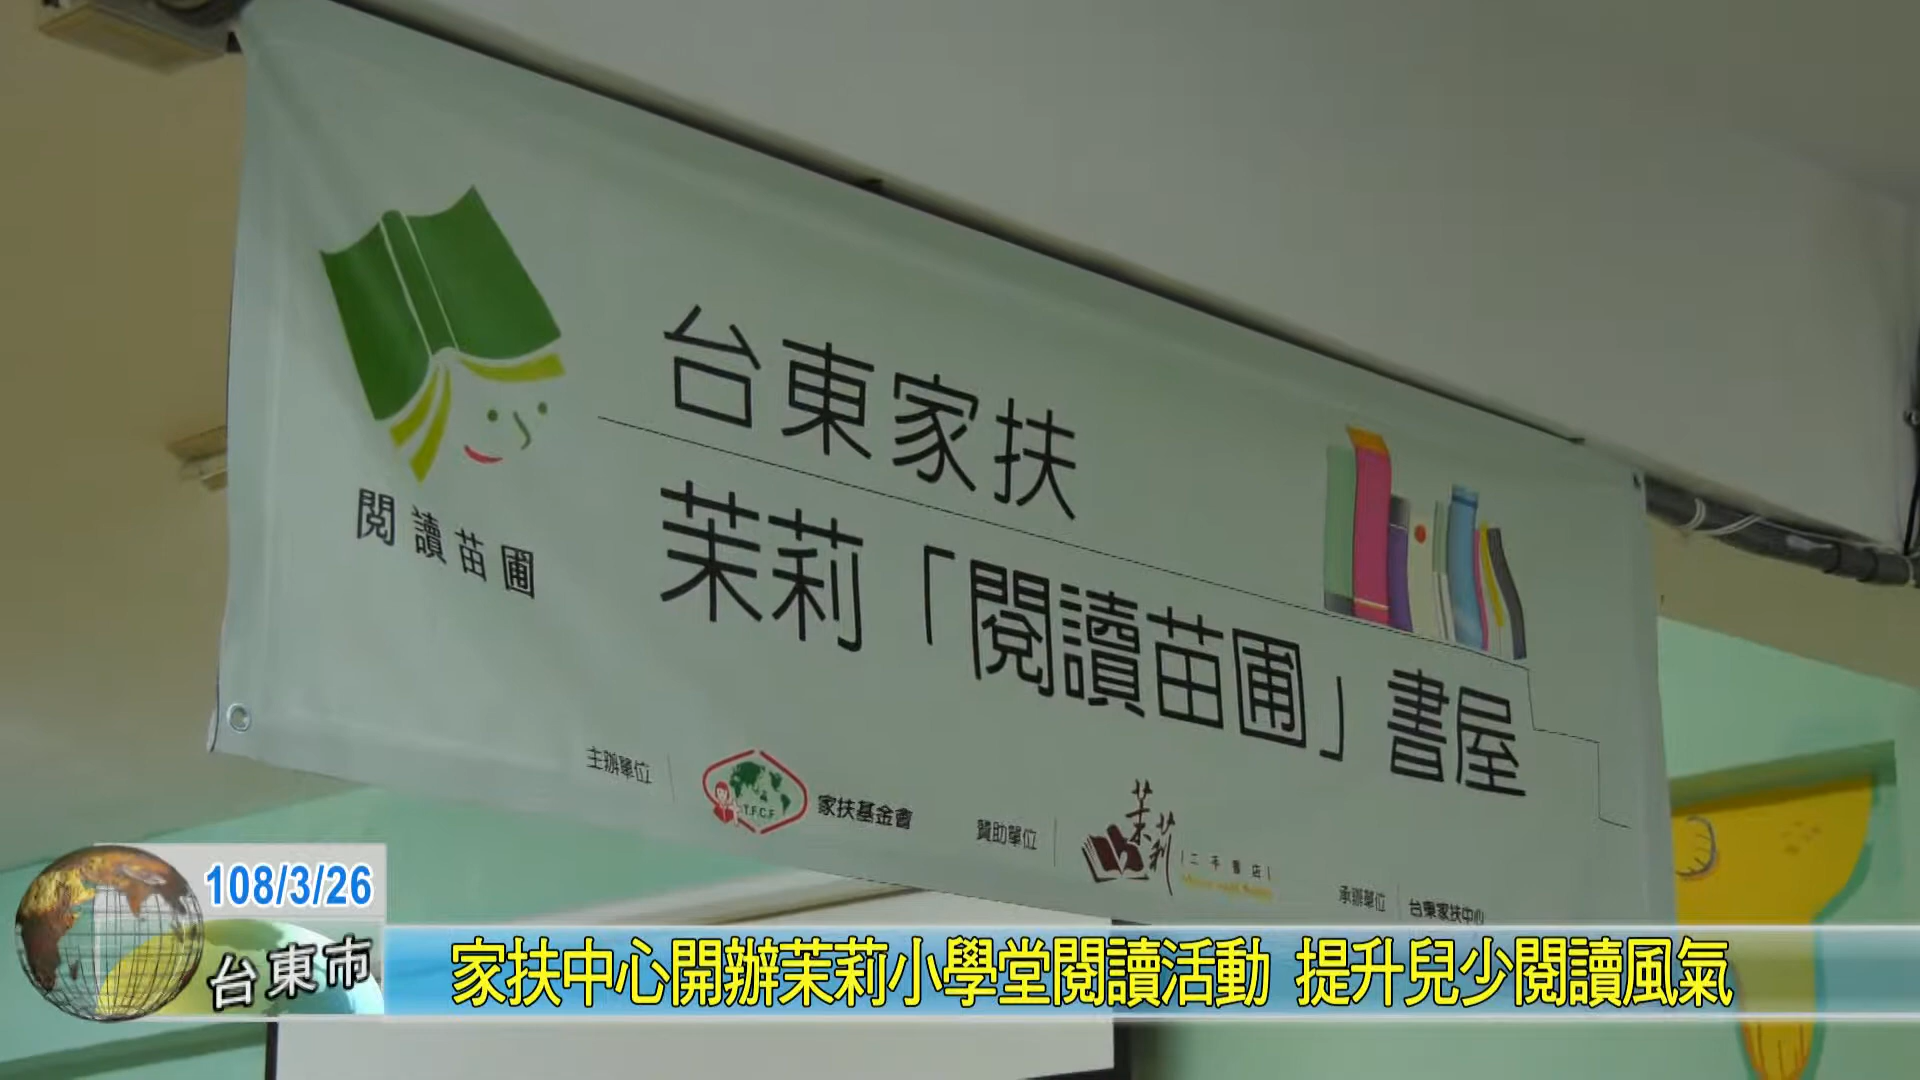 台東家扶
茉莉「閱讀苗圃」書屋
閱讀苗圃
主辦單位
T.F.C.F
家扶基金會
贊助單位
茉莉
二手書店
承辦單位
台東家扶中心
108/3/26
台東市
家扶中心開辦茉莉小學堂閱讀活動 提升兒少閱讀風氣